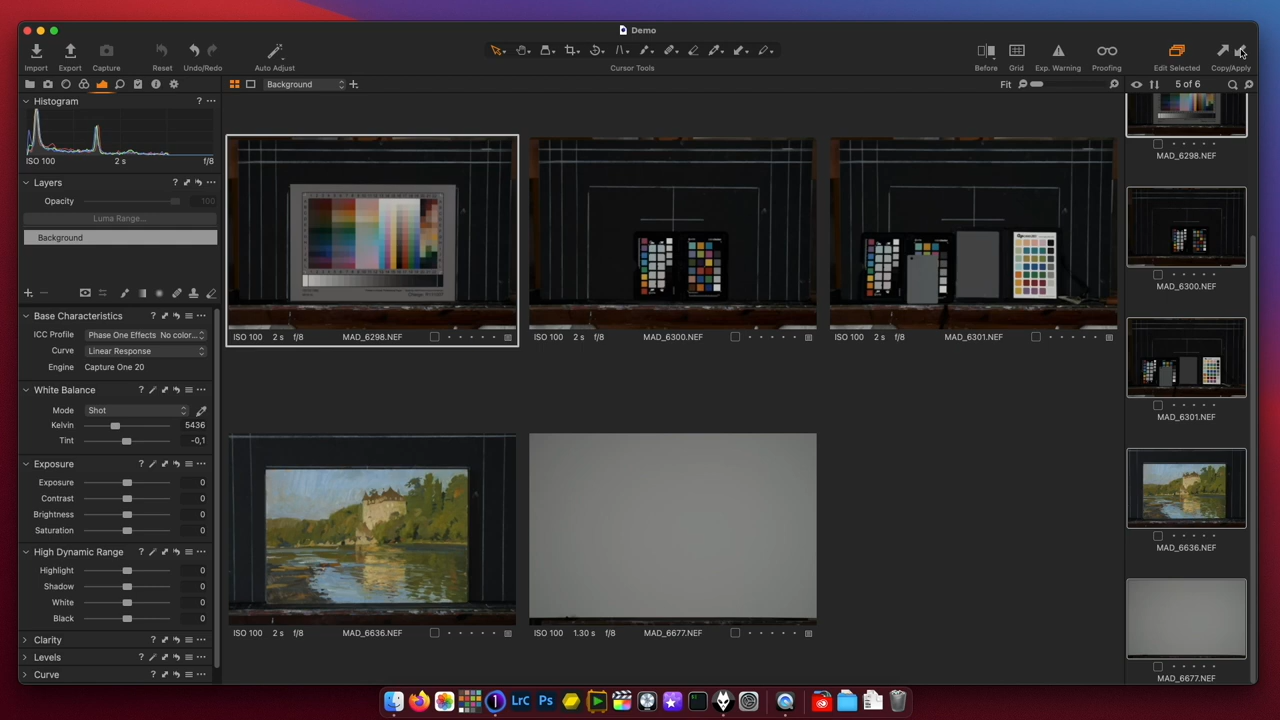 Demo
Import
Export
Capture
Reset
Undo/Redo
Auto Adjust
Cursor Tools
Before
Grid
Exp. Warning
Proofing
Edit Selected
Copy/Apply
Background
Fit
5 of 6
Histogram
ISO 100
2 s
f/8
Layers
Opacity
100
Luma Range...
Background
Base Characteristics
ICC Profile
Phase One Effects No color...
Curve
Linear Response
Engine
Capture One 20
White Balance
Mode
Shot
Kelvin
5436
Tint
-0,1
Exposure
Exposure
0
Contrast
0
Brightness
0
Saturation
0
High Dynamic Range
Highlight
0
Shadow
0
White
0
Black
0
Clarity
Levels
Curve
ISO 100 2 s f/8 MAD_6298.NEF
ISO 100 2 s f/8 MAD_6300.NEF
ISO 100 2 s f/8 MAD_6301.NEF
ISO 100 2 s f/8 MAD_6636.NEF
ISO 100 1.30 s f/8 MAD_6677.NEF
MAD_6298.NEF
MAD_6300.NEF
MAD_6301.NEF
MAD_6636.NEF
MAD_6677.NEF
1
LrC
Ps